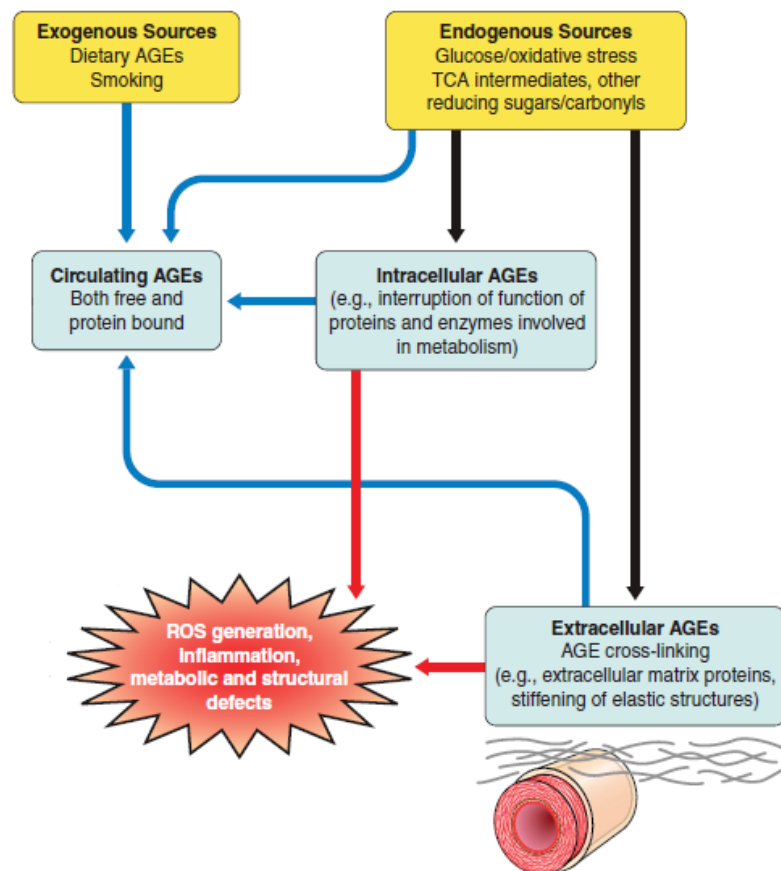 Exogenous Sources
Dietary AGEs
Smoking
Endogenous Sources
Glucose/oxidative stress
TCA intermediates, other
reducing sugars/carbonyls
Circulating AGEs
Both free and
protein bound
Intracellular AGEs
(e.g., interruption of function of
proteins and enzymes involved
in metabolism)
ROS generation,
inflammation,
metabolic and structural
defects
Extracellular AGEs
AGE cross-linking
(e.g., extracellular matrix proteins,
stiffening of elastic structures)